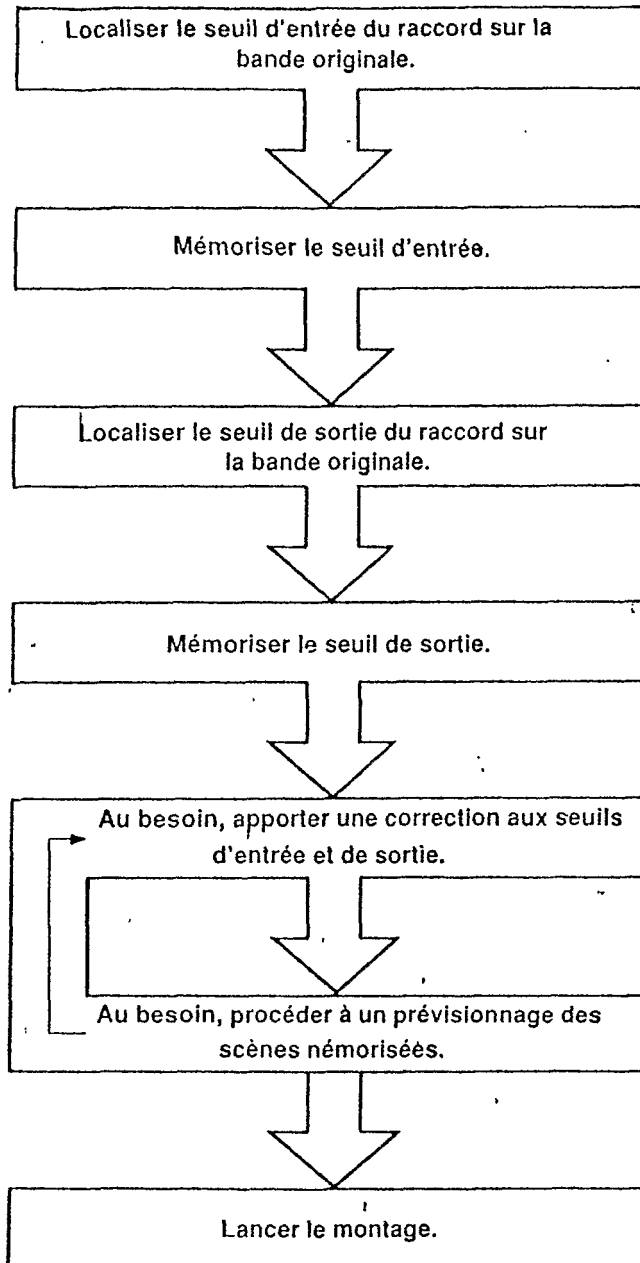 Localiser le seuil d'entrée du raccord sur la
bande originale.
Mémoriser le seuil d'entrée.
Localiser le seuil de sortie du raccord sur
la bande originale.
Mémoriser le seuil de sortie.
Au besoin, apporter une correction aux seuils
d'entrée et de sortie.
Au besoin, procéder à un prévisionnage des
scènes némorisées.
Lancer le montage.